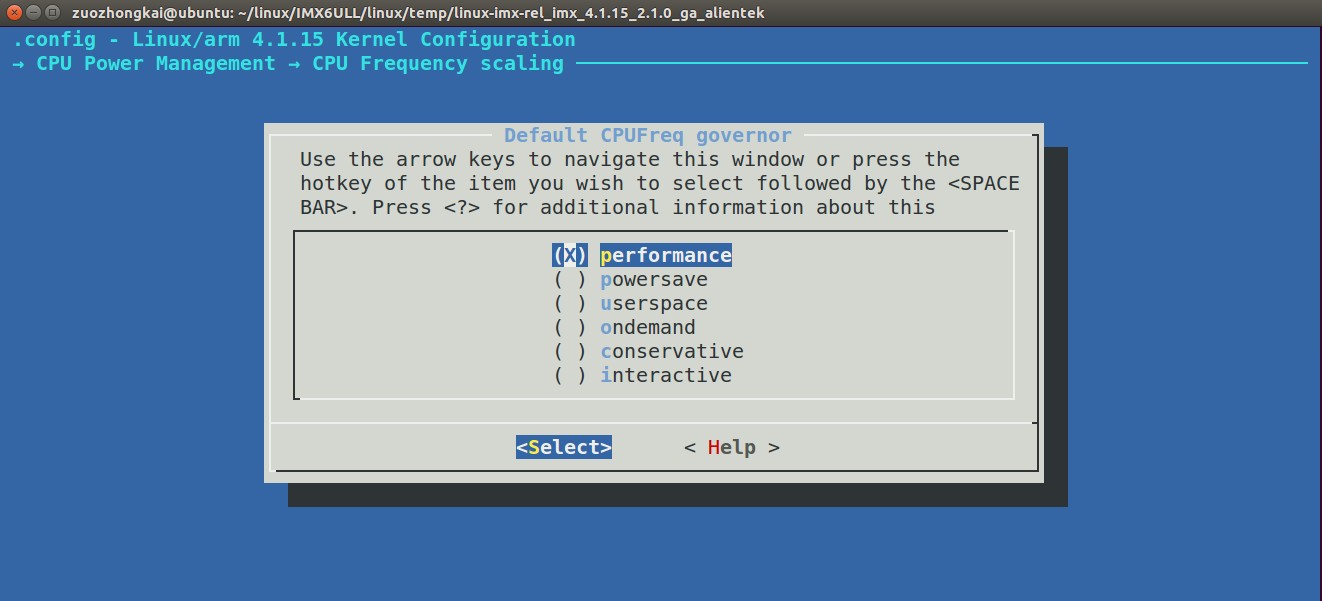 zuozhongkai@ubuntu: ~/linux/IMX6ULL/linux/temp/linux-imx-rel_imx_4.1.15_2.1.0_ga_alientek
.config - Linux/arm 4.1.15 Kernel Configuration
→ CPU Power Management → CPU Frequency scaling
Default CPUFreq governor
Use the arrow keys to navigate this window or press the
hotkey of the item you wish to select followed by the <SPACE
BAR>. Press <?> for additional information about this
(X) performance
( ) powersave
( ) userspace
( ) ondemand
( ) conservative
( ) interactive
<Select> < Help >